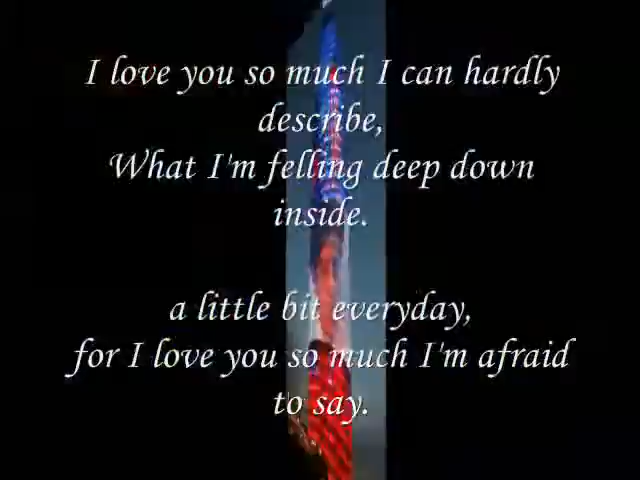 I love you so much I can hardly
describe,
What I'm felling deep down
inside.
a little bit everyday,
for I love you so much I'm afraid
to say.